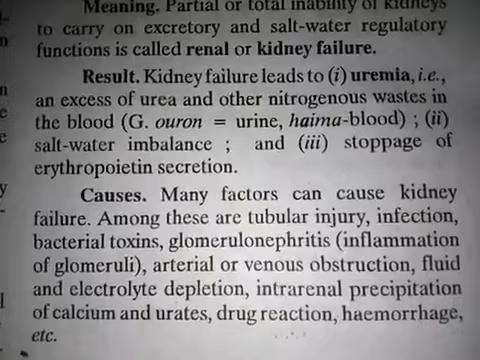 Meaning. Partial or total inability of kidneys
to carry on excretory and salt-water regulatory
functions is called renal or kidney failure.
Result. Kidney failure leads to (i) uremia, i.e.,
an excess of urea and other nitrogenous wastes in
the blood (G. ouron = urine, haima-blood) ; (ii)
salt-water imbalance ; and (iii) stoppage of
erythropoietin secretion.
Causes. Many factors can cause kidney
failure. Among these are tubular injury, infection,
bacterial toxins, glomerulonephritis (inflammation
of glomeruli), arterial or venous obstruction, fluid
and electrolyte depletion, intrarenal precipitation
of calcium and urates, drug reaction, haemorrhage,
etc.